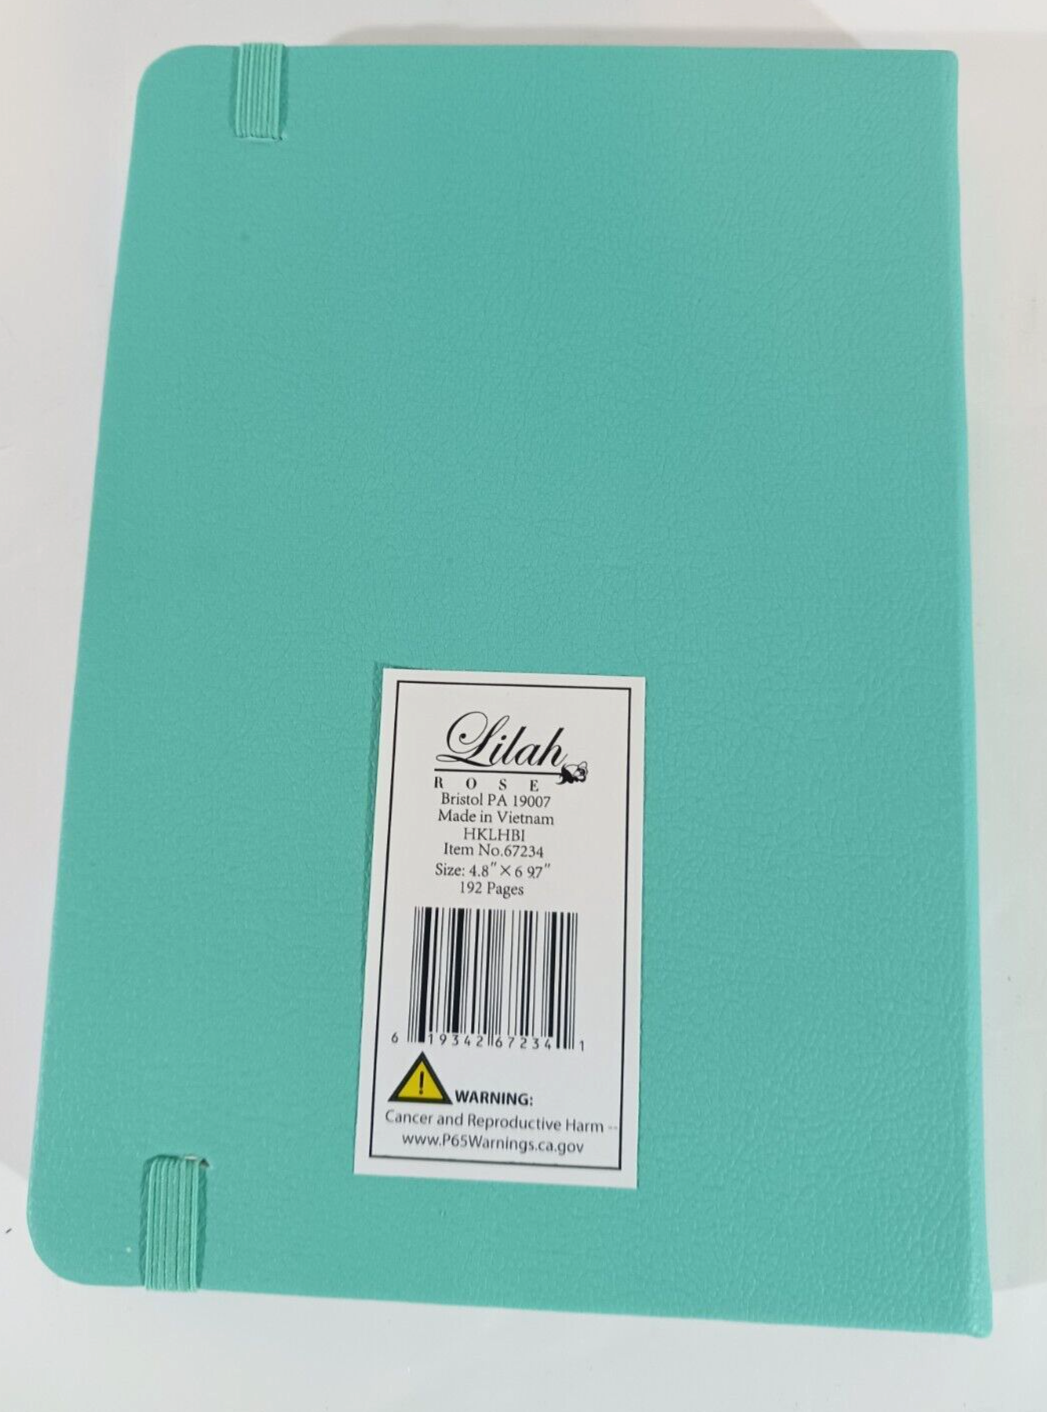 Lilah
ROSE
Bristol PA 19007
Made in Vietnam
HKLHBI
Item No.67234
Size: 4.8"×6 97"
192 Pages
6 19342 67234 1
WARNING:
Cancer and Reproductive Harm --
www.P65Warnings.ca.gov